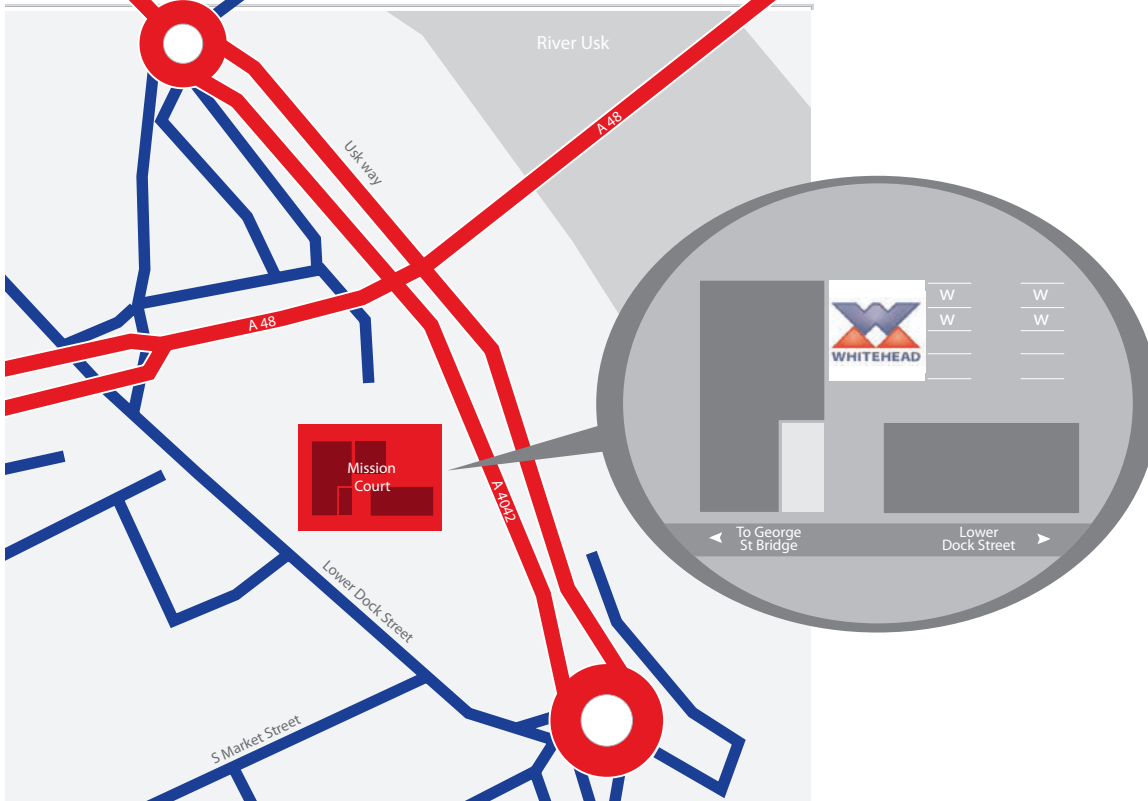 River Usk
A 48
Usk way
A 48
W
W
W
W
WHITEHEAD
Mission
Court
A 4042
To George
St Bridge
Lower
Dock Street
Lower Dock Street
S Market Street